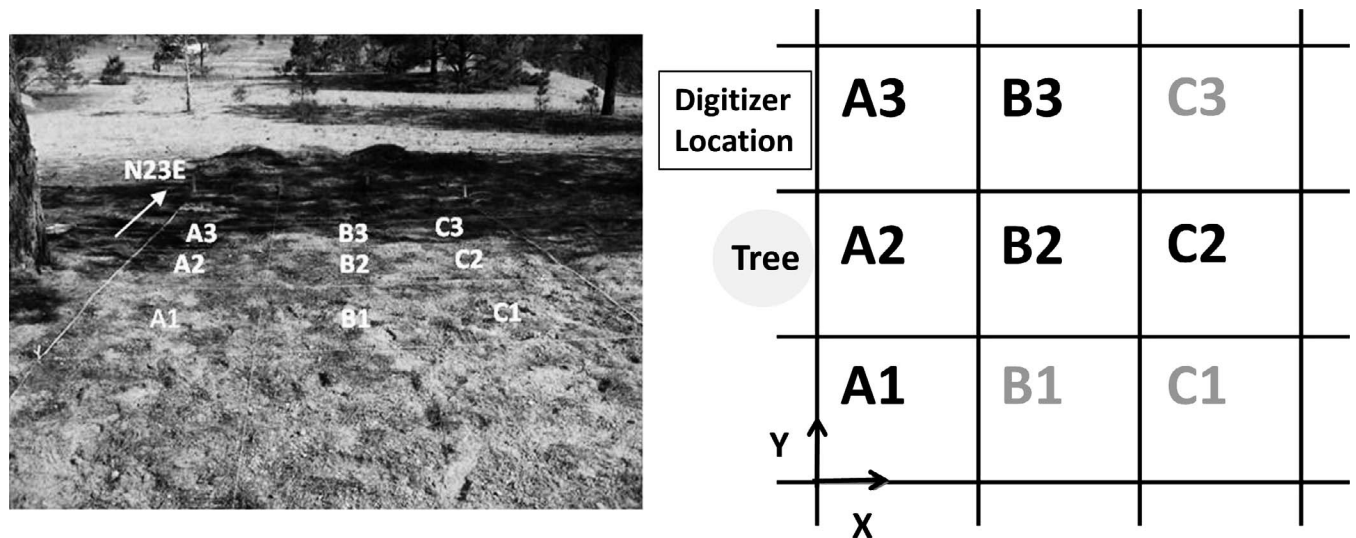 N23E
A3 B3 C3
A2 B2 C2
A1 B1 C1
Digitizer
Location
A3 B3 C3
Tree
A2 B2 C2
A1 B1 C1
Y
X